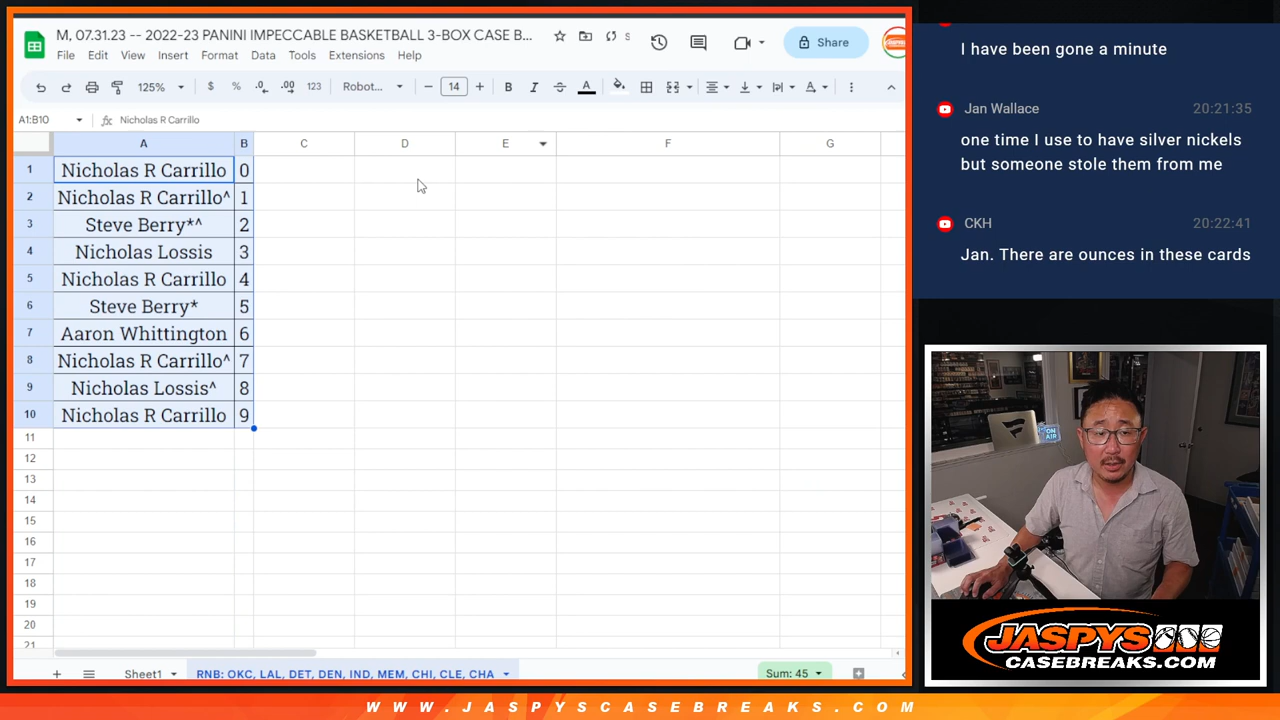 M, 07.31.23 -- 2022-23 PANINI IMPECCABLE BASKETBALL 3-BOX CASE B...
File Edit View Insert Format Data Tools Extensions Help
Share
125% $ % .0 .00 123 Robot... 14 B I A
A1:B10 fx Nicholas R Carrillo
A B C D E F G
1 Nicholas R Carrillo 0
2 Nicholas R Carrillo^ 1
3 Steve Berry*^ 2
4 Nicholas Lossis 3
5 Nicholas R Carrillo 4
6 Steve Berry* 5
7 Aaron Whittington 6
8 Nicholas R Carrillo^ 7
9 Nicholas Lossis^ 8
10 Nicholas R Carrillo 9
11
12
13
14
15
16
17
18
19
20
21
Sheet1 RNB: OKC, LAL, DET, DEN, IND, MEM, CHI, CLE, CHA Sum: 45
I have been gone a minute
Jan Wallace 20:21:35
one time I use to have silver nickels
but someone stole them from me
CKH 20:22:41
Jan. There are ounces in these cards
ON AIR
JASPYS
CASEBREAKS.COM
WWW.JASPYSCASEBREAKS.COM